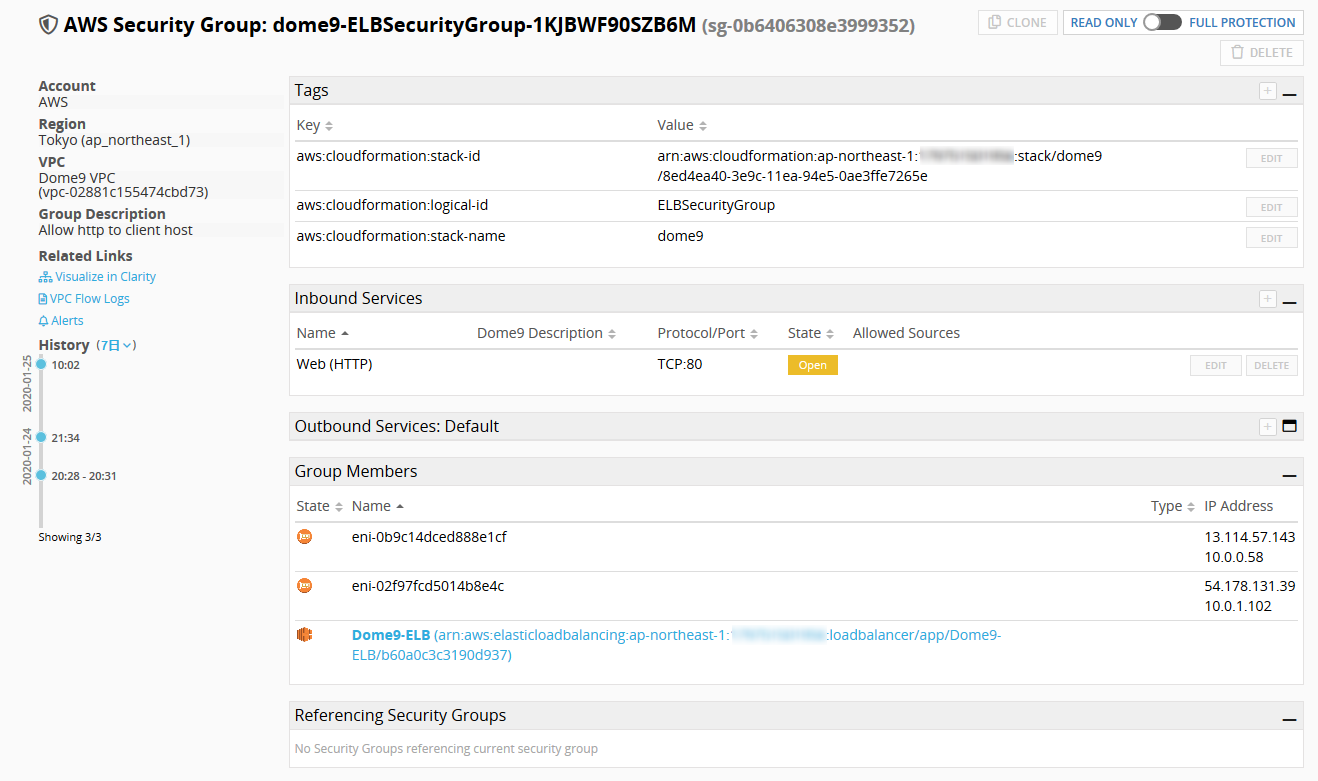 AWS Security Group: dome9-ELBSecurityGroup-1KJBWF90SZB6M (sg-0b6406308e3999352)
CLONE
READ ONLY
FULL PROTECTION
DELETE
Account
AWS
Region
Tokyo (ap_northeast_1)
VPC
Dome9 VPC
(vpc-02881c155474cbd73)
Group Description
Allow http to client host
Related Links
Visualize in Clarity
VPC Flow Logs
Alerts
History (7日)
2020-01-25
10:02
2020-01-24
21:34
20:28 - 20:31
Showing 3/3
Tags
Key Value
aws:cloudformation:stack-id arn:aws:cloudformation:ap-northeast-1: :stack/dome9 EDIT
/8ed4ea40-3e9c-11ea-94e5-0ae3ffe7265e
aws:cloudformation:logical-id ELBSecurityGroup EDIT
aws:cloudformation:stack-name dome9 EDIT
Inbound Services
Name Dome9 Description Protocol/Port State Allowed Sources
Web (HTTP) TCP:80 Open EDIT DELETE
Outbound Services: Default
Group Members
State Name Type IP Address
eni-0b9c14dced888e1cf 13.114.57.143
10.0.0.58
eni-02f97fcd5014b8e4c 54.178.131.39
10.0.1.102
Dome9-ELB (arn:aws:elasticloadbalancing:ap-northeast-1: :loadbalancer/app/Dome9-
ELB/b60a0c3c3190d937)
Referencing Security Groups
No Security Groups referencing current security group